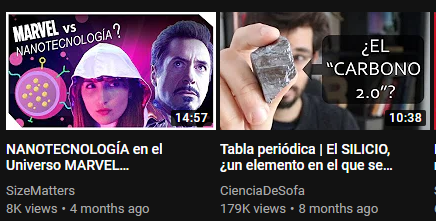 MARVEL vs
NANOTECNOLOGÍA?
14:57
¿EL
"CARBONO
2.0"?
10:38
NANOTECNOLOGÍA en el
Universo MARVEL...
SizeMatters
8K views • 4 months ago
Tabla periódica | El SILICIO,
¿un elemento en el que se...
CienciaDeSofa
179K views • 8 months ago